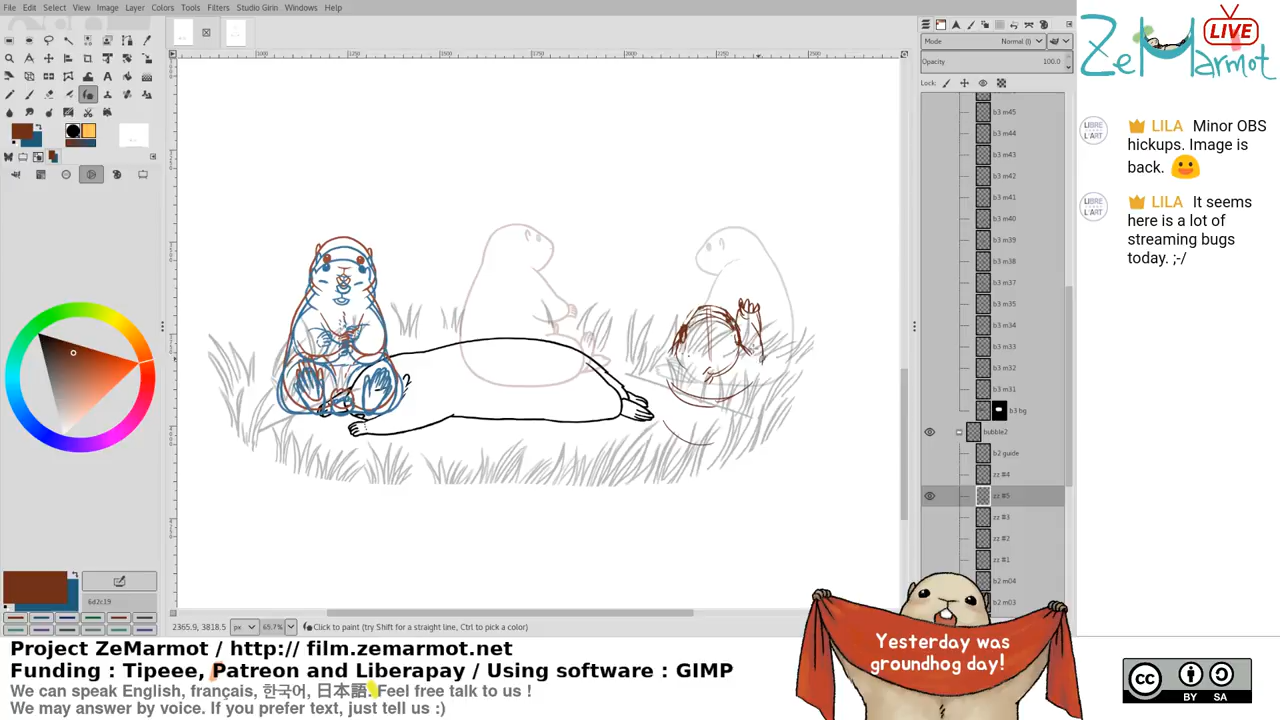 File Edit Select View Image Layer Colors Tools Filters Studio Girin Windows Help
Mode Normal (l)
Opacity 100.0
Lock:
b3 m45
b3 m44
b3 m43
b3 m42
b3 m41
b3 m40
b3 m39
b3 m38
b3 m37
b3 m35
b3 m34
b3 m33
b3 m32
b3 m31
b3 bg
bubble2
b2 guide
zz #4
zz #5
zz #3
zz #2
zz #1
b2 m04
b2 m03
6d2c19
2365.9, 3818.5 px 65.7% Click to paint (try Shift for a straight line, Ctrl to pick a color)
ZeMarmot
LIVE
LIBRE
L'ART
LILA Minor OBS
hickups. Image is
back.
LIBRE
L'ART
LILA It seems
here is a lot of
streaming bugs
today. ;-/
Yesterday was
groundhog day!
Project ZeMarmot / http:// film.zemarmot.net
Funding : Tipeee, Patreon and Liberapay / Using software : GIMP
We can speak English, français, 한국어, 日本語. Feel free talk to us !
We may answer by voice. If you prefer text, just tell us :)
cc
BY SA